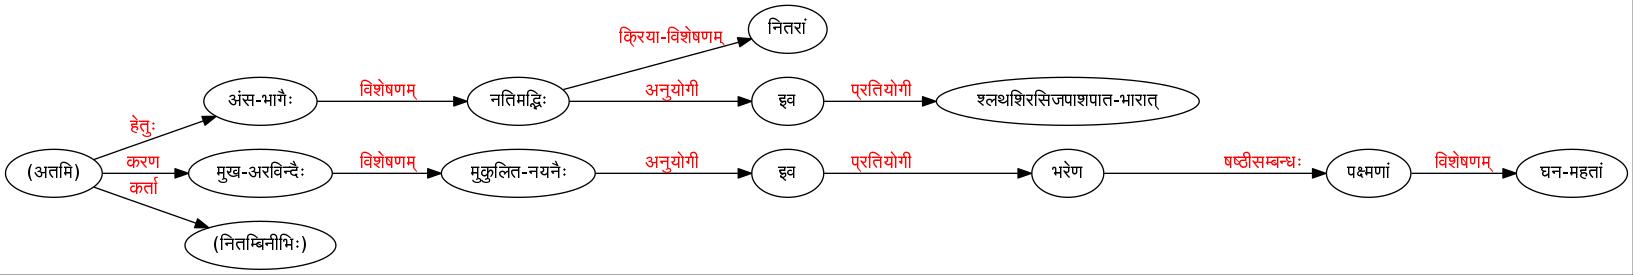 नितरां
क्रिया-विशेषणम्
अंस-भागैः
विशेषणम्
नतिमद्भिः
अनुयोगी
इव
प्रतियोगी
श्लथशिरसिजपाशपात-भारात्
हेतुः
(अतमि)
करण
मुख-अरविन्दैः
विशेषणम्
मुकुलित-नयनैः
अनुयोगी
इव
प्रतियोगी
भरेण
षष्ठीसम्बन्धः
पक्ष्मणां
विशेषणम्
घन-महतां
कर्ता
(नितम्बिनीभिः)